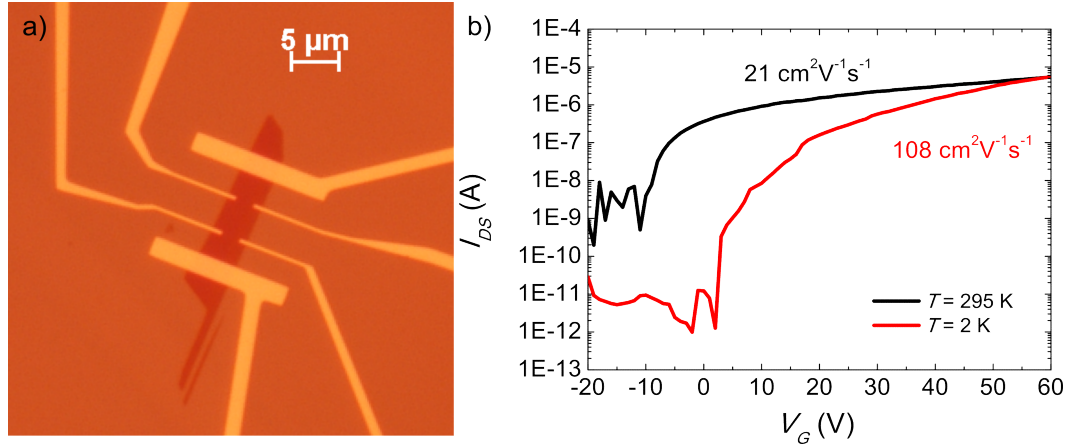 a)
5 µm
b)
1E-4
1E-5
1E-6
1E-7
1E-8
1E-9
1E-10
1E-11
1E-12
1E-13
I_DS (A)
21 cm²V⁻¹s⁻¹
108 cm²V⁻¹s⁻¹
T = 295 K
T = 2 K
-20 -10 0 10 20 30 40 50 60
V_G (V)